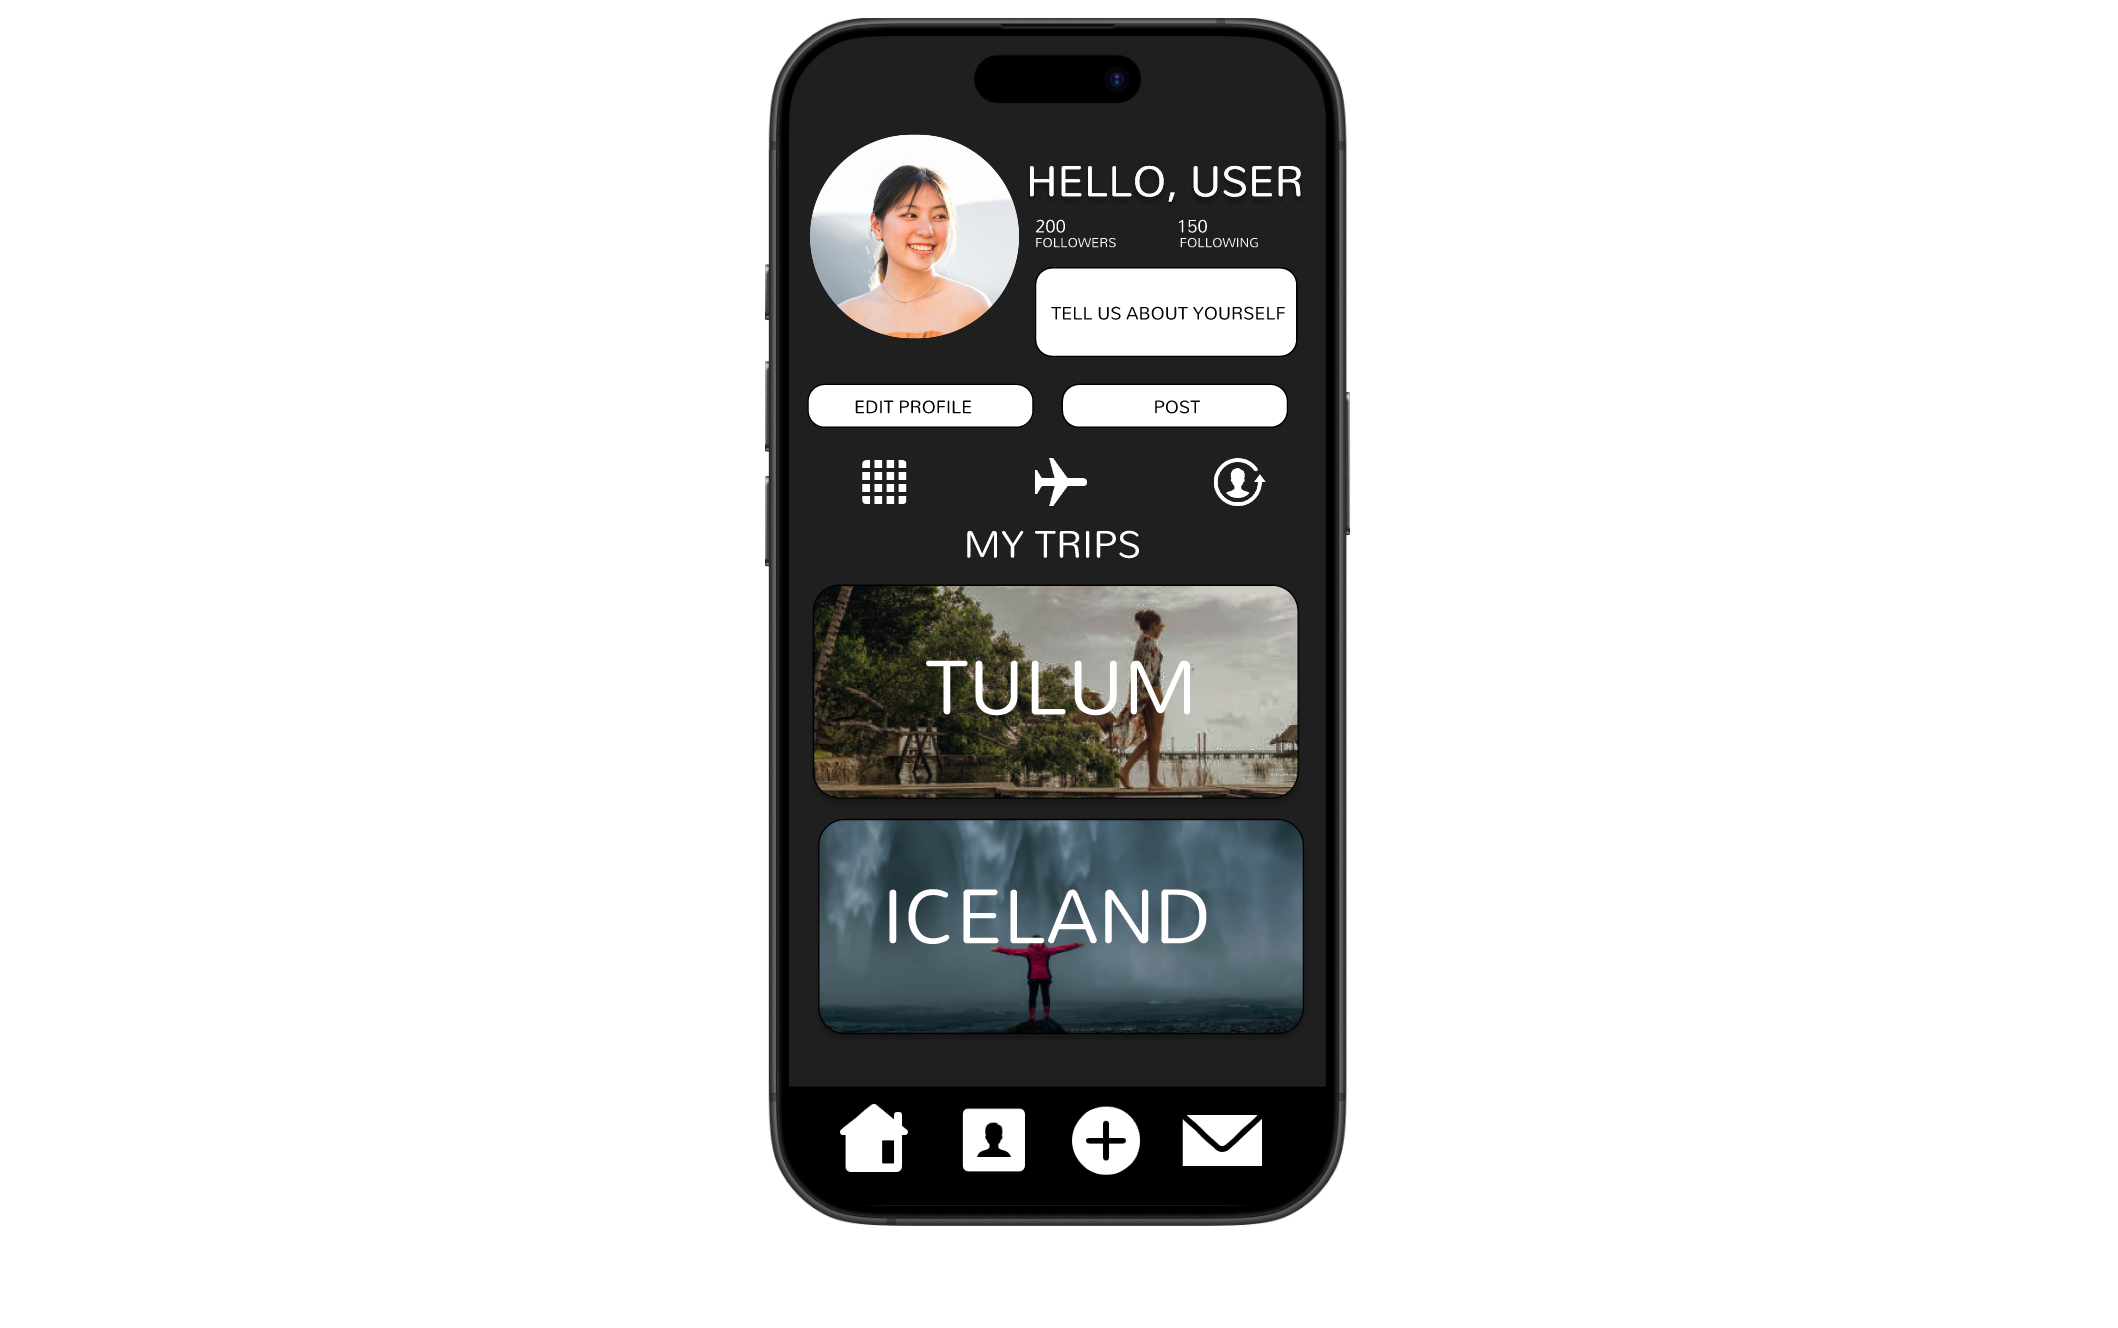 HELLO, USER
200 150
FOLLOWERS FOLLOWING
TELL US ABOUT YOURSELF
EDIT PROFILE POST
MY TRIPS
TULUM
ICELAND